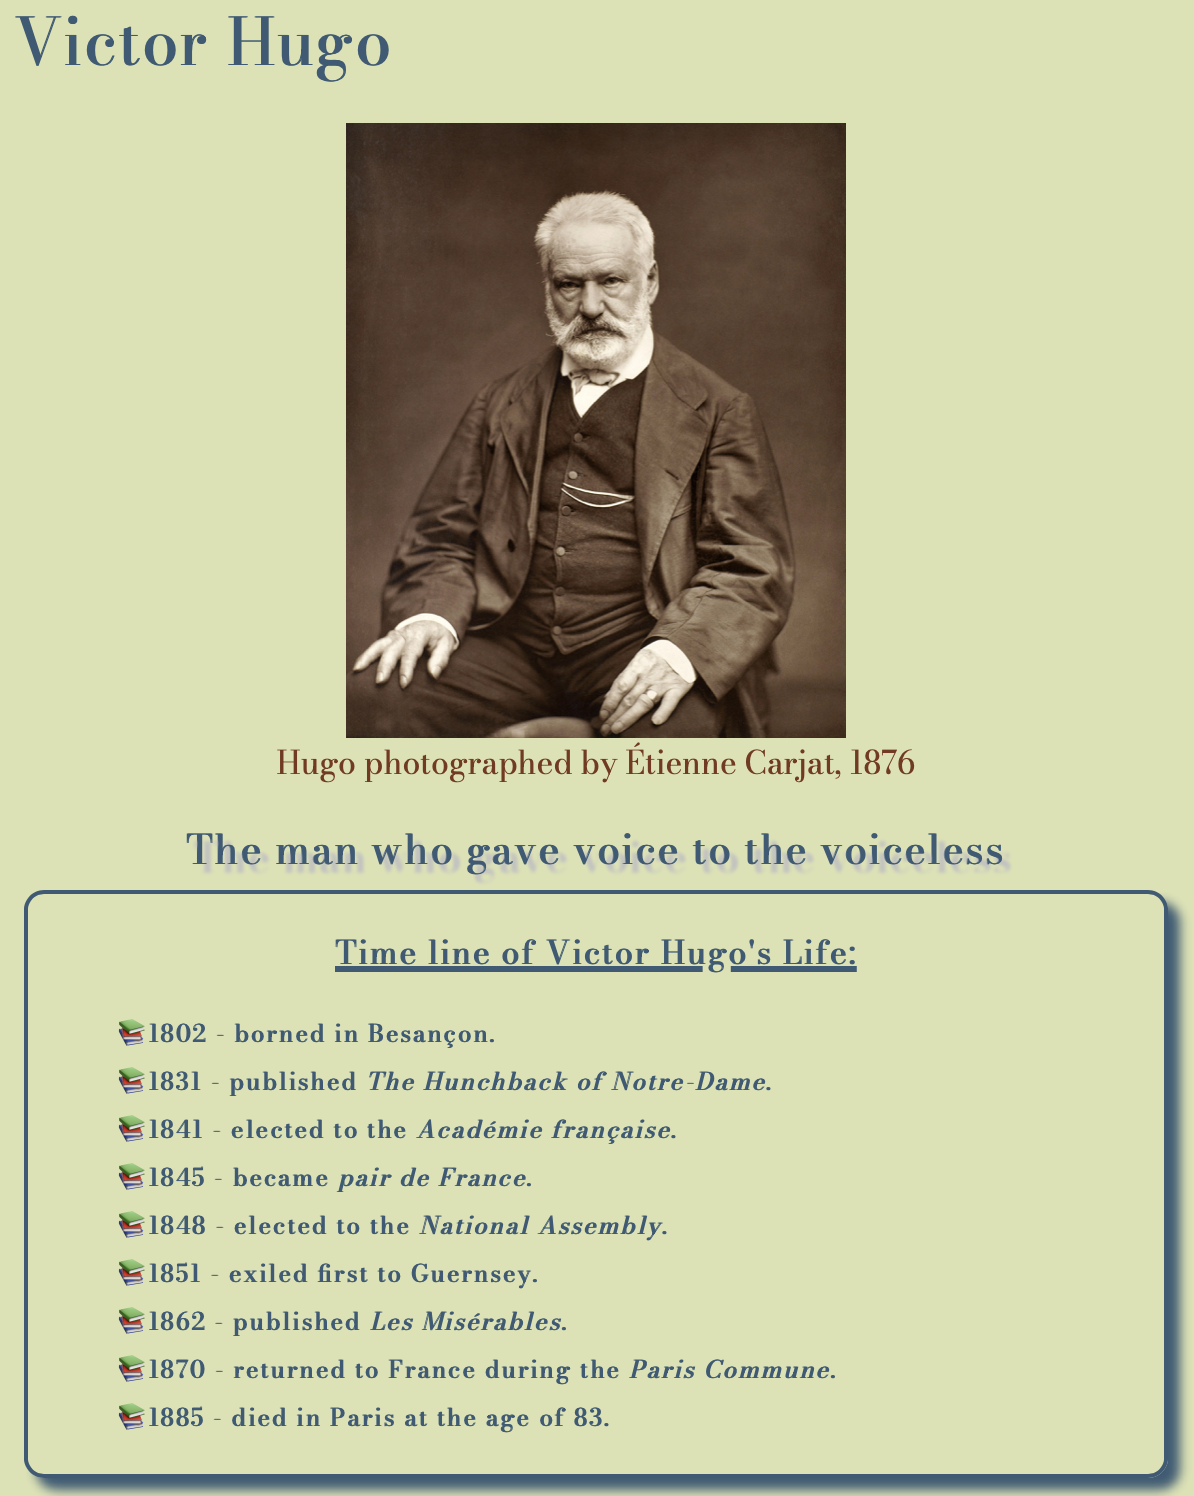 Victor Hugo
Hugo photographed by Étienne Carjat, 1876
The man who gave voice to the voiceless
Time line of Victor Hugo's Life:
1802 - borned in Besançon.
1831 - published The Hunchback of Notre-Dame.
1841 - elected to the Académie française.
1845 - became pair de France.
1848 - elected to the National Assembly.
1851 - exiled first to Guernsey.
1862 - published Les Misérables.
1870 - returned to France during the Paris Commune.
1885 - died in Paris at the age of 83.